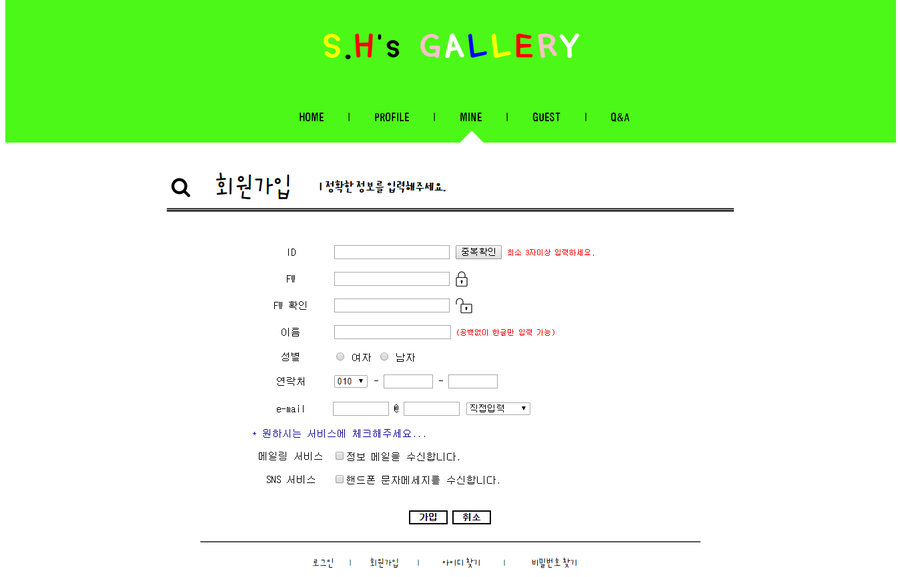 S.H's GALLERY
HOME | PROFILE | MINE | GUEST | Q&A
회원가입 | 정확한 정보를 입력해주세요.
ID 중복확인 최소 3자이상 입력하세요.
PW
PW 확인
이름 (공백없이 한글만 입력 가능)
성별 여자 남자
연락처 010 - -
e-mail @ 직접입력
* 원하시는 서비스에 체크해주세요...
메일링 서비스 정보 메일을 수신합니다.
SNS 서비스 핸드폰 문자메세지를 수신합니다.
가입 취소
로그인 | 회원가입 | 아이디 찾기 | 비밀번호 찾기